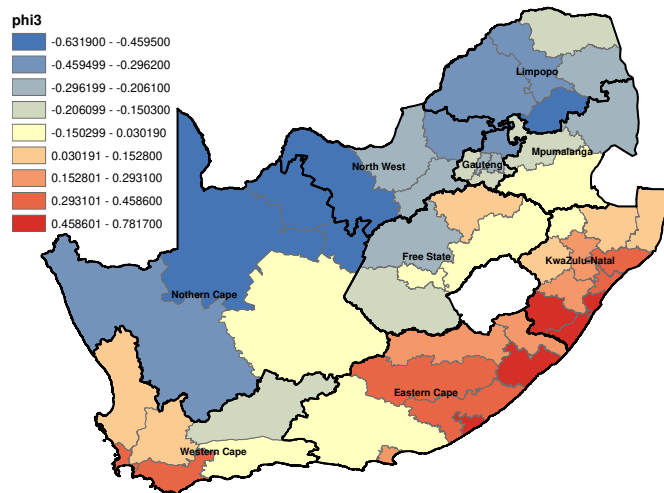 phi3
-0.631900 - -0.459500
-0.459499 - -0.296200
-0.296199 - -0.206100
-0.206099 - -0.150300
-0.150299 - 0.030190
0.030191 - 0.152800
0.152801 - 0.293100
0.293101 - 0.458600
0.458601 - 0.781700
Limpopo
North West
Gauteng
Mpumalanga
Free State
KwaZulu-Natal
Nothern Cape
Eastern Cape
Western Cape